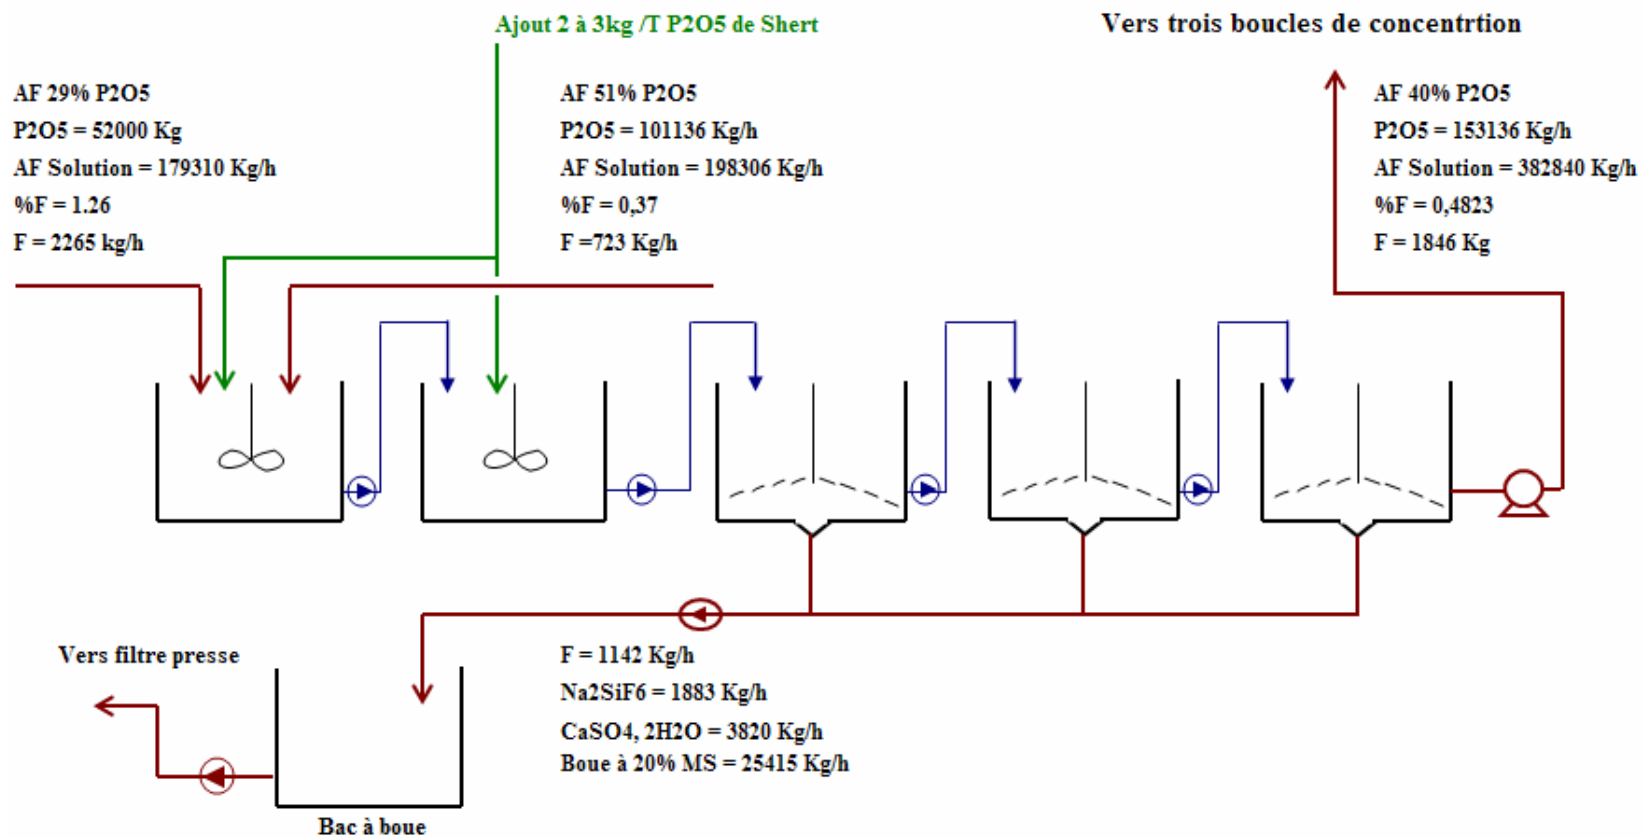 Ajout 2 à 3kg /T P2O5 de Shert
Vers trois boucles de concentrtion
AF 29% P2O5
P2O5 = 52000 Kg
AF Solution = 179310 Kg/h
%F = 1.26
F = 2265 kg/h
AF 51% P2O5
P2O5 = 101136 Kg/h
AF Solution = 198306 Kg/h
%F = 0,37
F =723 Kg/h
AF 40% P2O5
P2O5 = 153136 Kg/h
AF Solution = 382840 Kg/h
%F = 0,4823
F = 1846 Kg
Vers filtre presse
F = 1142 Kg/h
Na2SiF6 = 1883 Kg/h
CaSO4, 2H2O = 3820 Kg/h
Boue à 20% MS = 25415 Kg/h
Bac à boue